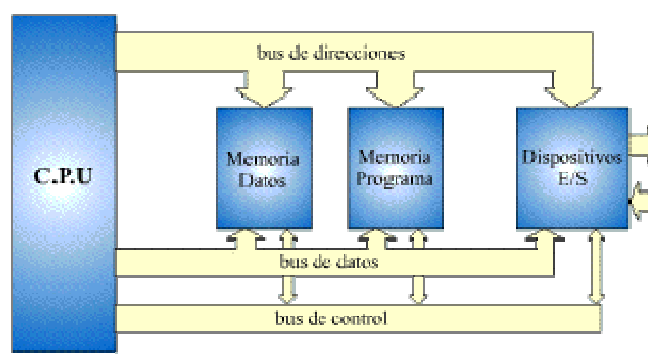 bus de direcciones
C.P.U
Memoria
Datos
Memoria
Programa
Dispositivos
E/S
bus de datos
bus de control